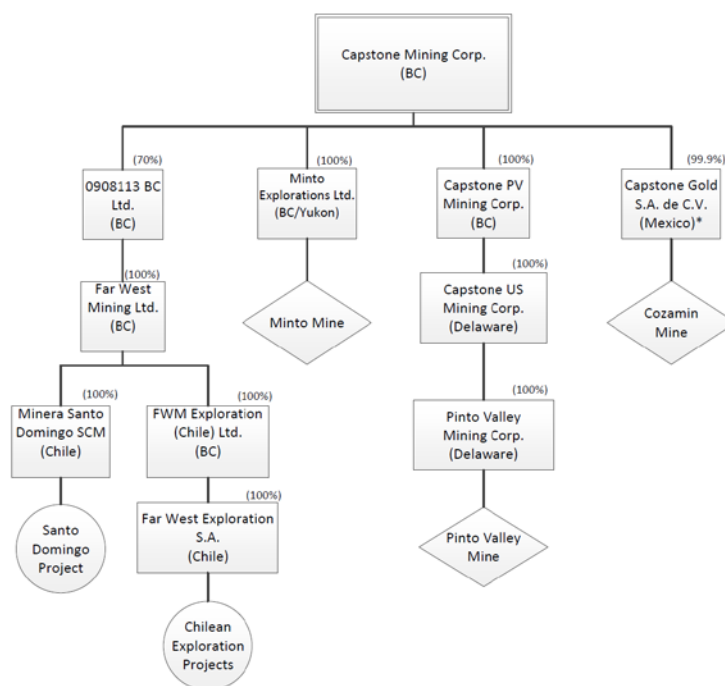 Capstone Mining Corp.
(BC)
(70%)
0908113 BC
Ltd.
(BC)
(100%)
Minto
Explorations Ltd.
(BC/Yukon)
(100%)
Capstone PV
Mining Corp.
(BC)
(99.9%)
Capstone Gold
S.A. de C.V.
(Mexico)*
(100%)
Far West
Mining Ltd.
(BC)
Minto Mine
(100%)
Capstone US
Mining Corp.
(Delaware)
Cozamin
Mine
(100%)
Minera Santo
Domingo SCM
(Chile)
(100%)
FWM Exploration
(Chile) Ltd.
(BC)
(100%)
Pinto Valley
Mining Corp.
(Delaware)
Santo
Domingo
Project
(100%)
Far West Exploration
S.A.
(Chile)
Pinto Valley
Mine
Chilean
Exploration
Projects